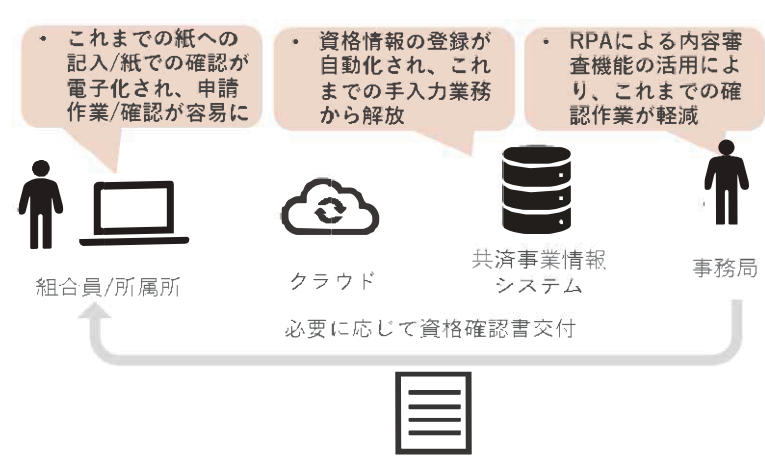 ・ これまでの紙への
記入/紙での確認が
電子化され、申請
作業/確認が容易に
・ 資格情報の登録が
自動化され、これ
までの手入力業務
から解放
・ RPAによる内容審
査機能の活用によ
り、これまでの確
認作業が軽減
組合員/所属所
クラウド
共済事業情報
システム
事務局
必要に応じて資格確認書交付